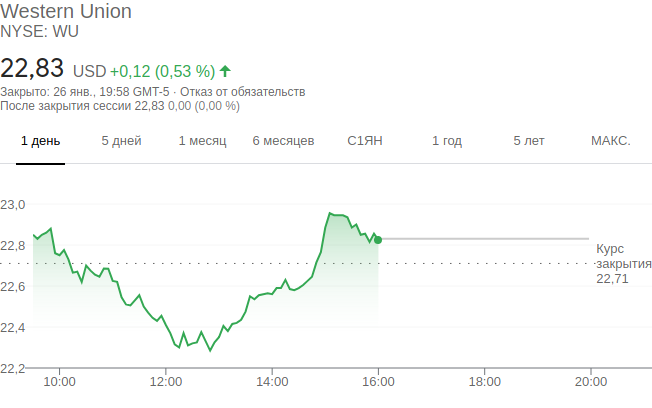 Western Union
NYSE: WU
22,83 USD +0,12 (0,53 %)
Закрыто: 26 янв., 19:58 GMT-5 · Отказ от обязательств
После закрытия сессии 22,83 0,00 (0,00 %)
1 день 5 дней 1 месяц 6 месяцев С1ЯН 1 год 5 лет МАКС.
23,0
22,8
Курс
закрытия
22,71
22,6
22,4
22,2
10:00 12:00 14:00 16:00 18:00 20:00